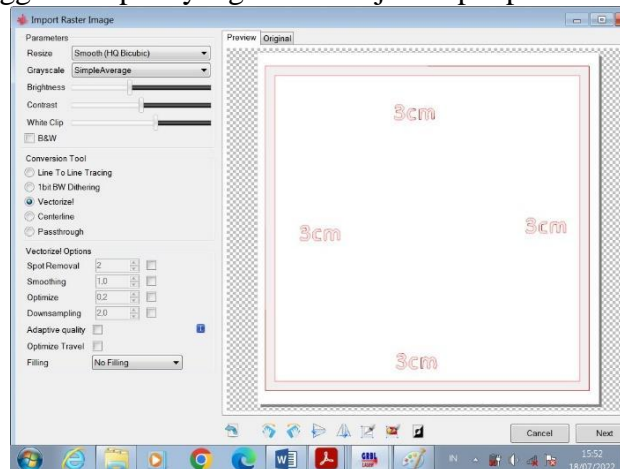 Import Raster Image
Parameters
Resize Smooth (HQ Bicubic)
Grayscale SimpleAverage
Brightness
Contrast
White Clip
B&W
Conversion Tool
Line To Line Tracing
1bit BW Dithering
Vectorize!
Centerline
Passthrough
Vectorize! Options
Spot Removal 2
Smoothing 1.0
Optimize 0.2
Downsampling 2.0
Adaptive quality
Optimize Travel
Filling No Filling
Preview Original
3cm
3cm 3cm
3cm
Cancel Next
IN 15:52
18/07/2022